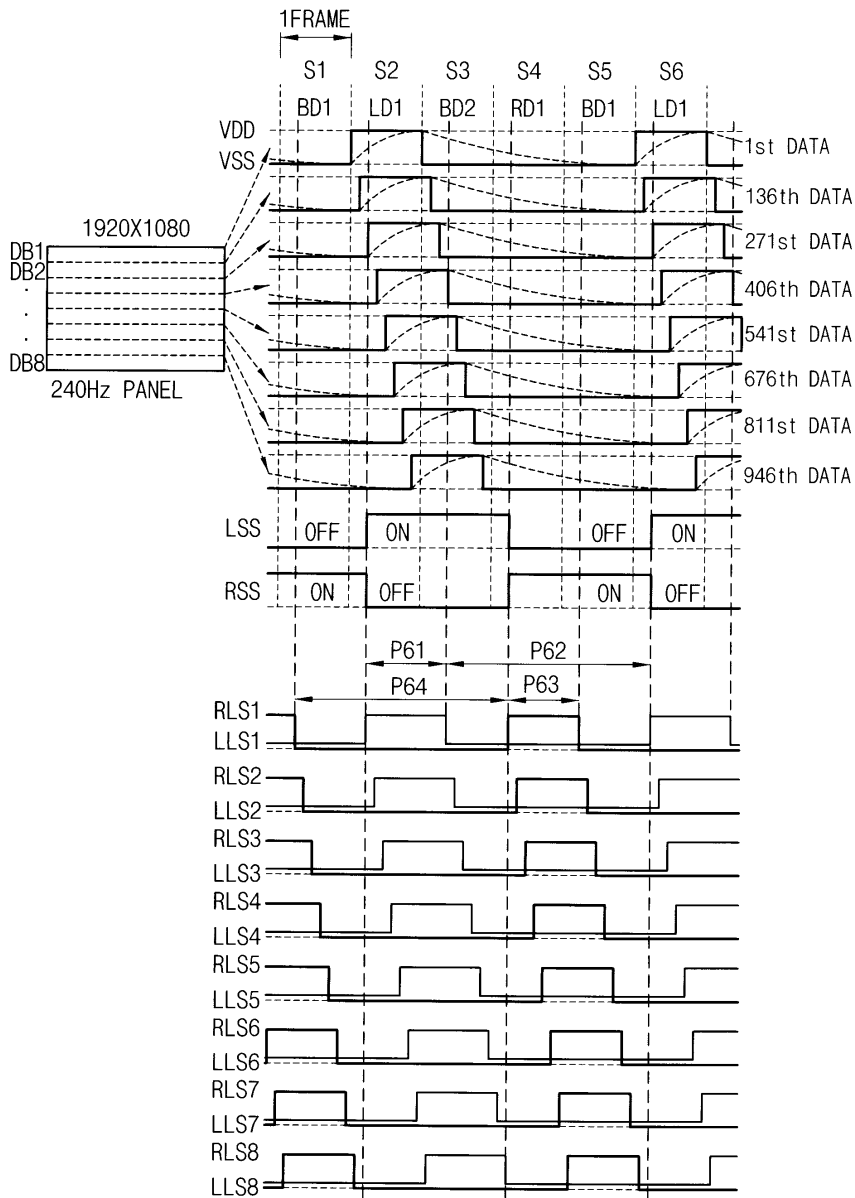 1FRAME
S1 S2 S3 S4 S5 S6
BD1 LD1 BD2 RD1 BD1 LD1
VDD
VSS
1st DATA
136th DATA
1920X1080
271st DATA
DB1
DB2
.
.
.
DB8
406th DATA
541st DATA
240Hz PANEL
676th DATA
811st DATA
946th DATA
LSS OFF ON OFF ON
RSS ON OFF ON OFF
P61 P62
P64 P63
RLS1
LLS1
RLS2
LLS2
RLS3
LLS3
RLS4
LLS4
RLS5
LLS5
RLS6
LLS6
RLS7
LLS7
RLS8
LLS8